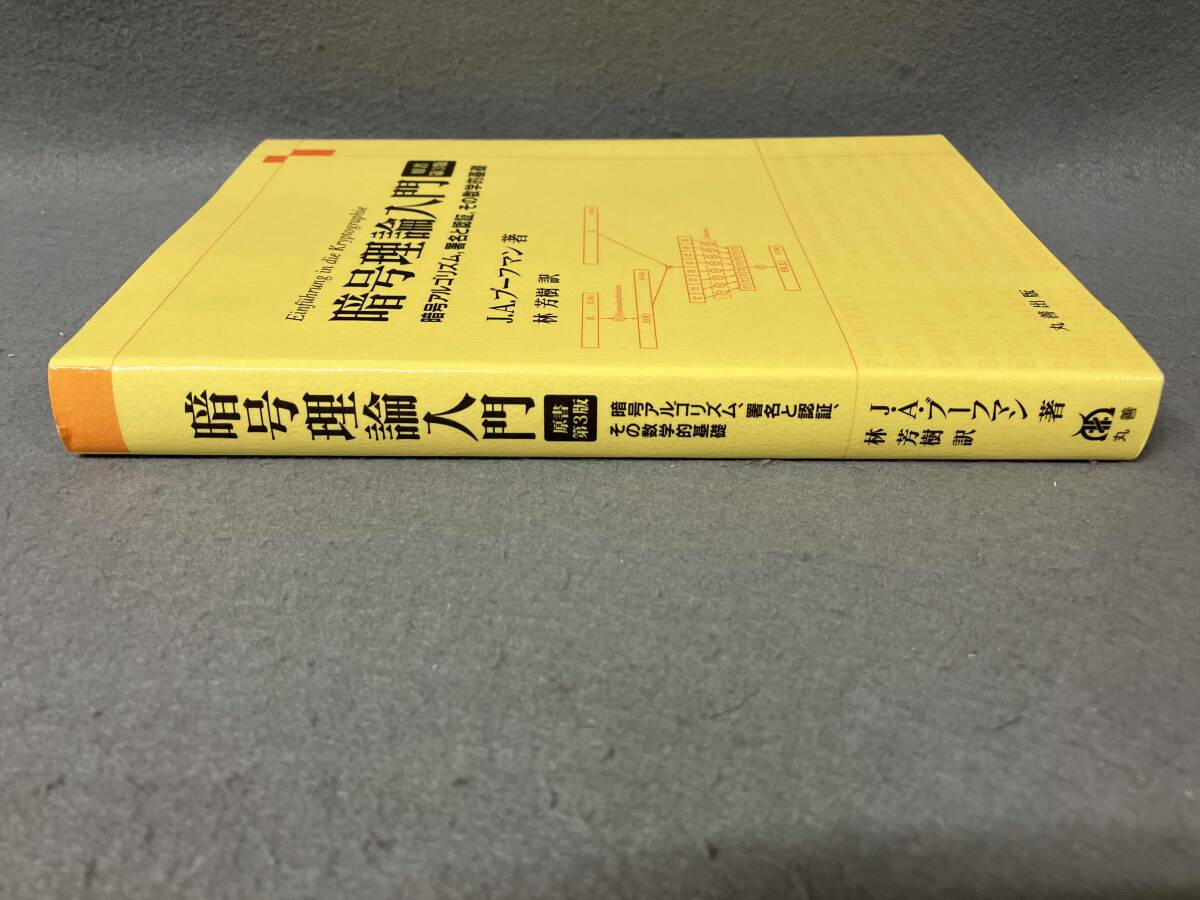 Einführung in die Kryptographie
暗号理論入門
原書
第3版
暗号アルゴリズム、署名と認証、その数学的基礎
J.A.ブーフマン 著
林 芳樹 訳
丸善出版
暗号理論入門
原書
第3版
暗号アルゴリズム、署名と認証、
その数学的基礎
J・A・ブーフマン 著
林 芳樹 訳
丸善